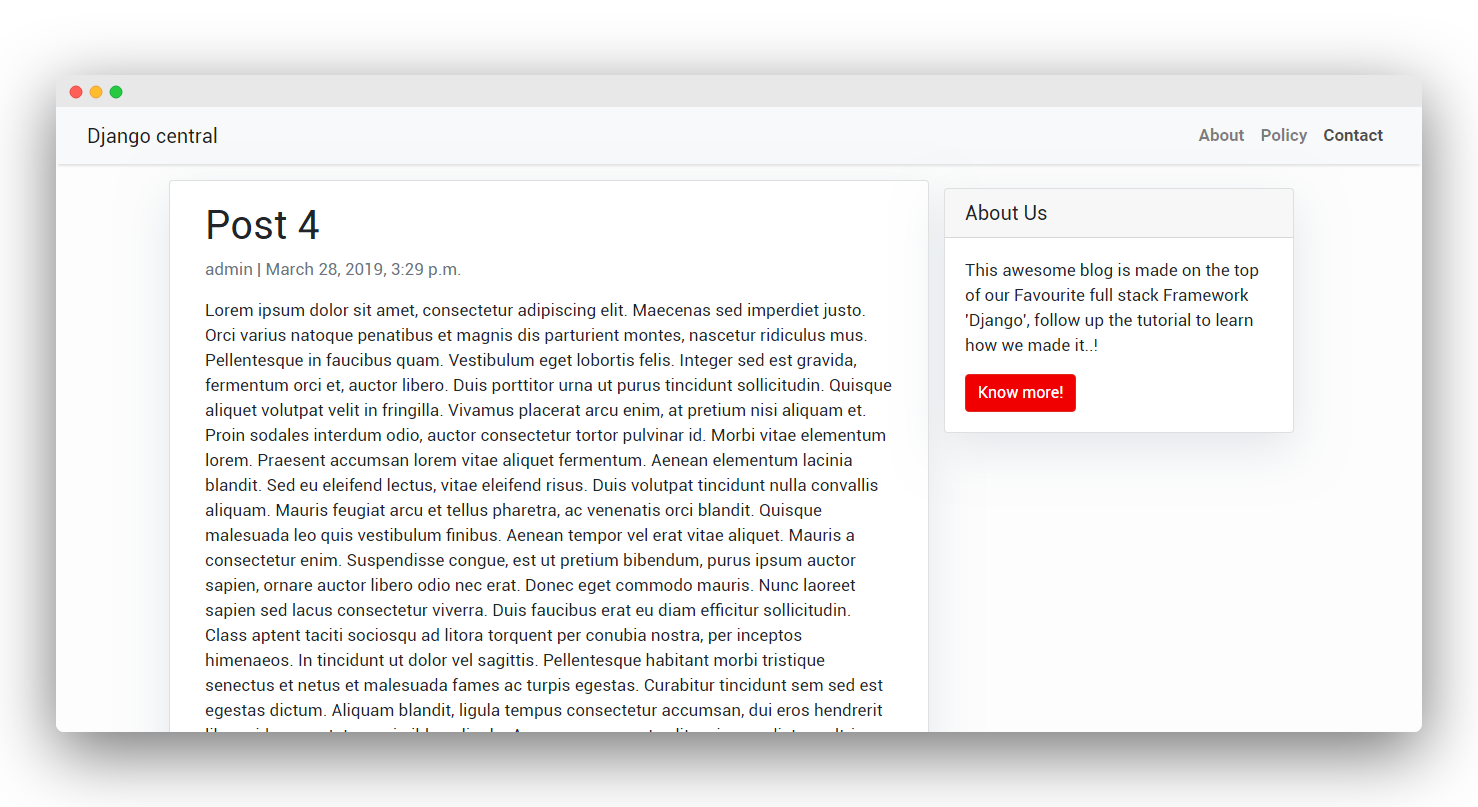 Django central
About Policy Contact
Post 4
admin | March 28, 2019, 3:29 p.m.
Lorem ipsum dolor sit amet, consectetur adipiscing elit. Maecenas sed imperdiet justo.
Orci varius natoque penatibus et magnis dis parturient montes, nascetur ridiculus mus.
Pellentesque in faucibus quam. Vestibulum eget lobortis felis. Integer sed est gravida,
fermentum orci et, auctor libero. Duis porttitor urna ut purus tincidunt sollicitudin. Quisque
aliquet volutpat velit in fringilla. Vivamus placerat arcu enim, at pretium nisi aliquam et.
Proin sodales interdum odio, auctor consectetur tortor pulvinar id. Morbi vitae elementum
lorem. Praesent accumsan lorem vitae aliquet fermentum. Aenean elementum lacinia
blandit. Sed eu eleifend lectus, vitae eleifend risus. Duis volutpat tincidunt nulla convallis
aliquam. Mauris feugiat arcu et tellus pharetra, ac venenatis orci blandit. Quisque
malesuada leo quis vestibulum finibus. Aenean tempor vel erat vitae aliquet. Mauris a
consectetur enim. Suspendisse congue, est ut pretium bibendum, purus ipsum auctor
sapien, ornare auctor libero odio nec erat. Donec eget commodo mauris. Nunc laoreet
sapien sed lacus consectetur viverra. Duis faucibus erat eu diam efficitur sollicitudin.
Class aptent taciti sociosqu ad litora torquent per conubia nostra, per inceptos
himenaeos. In tincidunt ut dolor vel sagittis. Pellentesque habitant morbi tristique
senectus et netus et malesuada fames ac turpis egestas. Curabitur tincidunt sem sed est
egestas dictum. Aliquam blandit, ligula tempus consectetur accumsan, dui eros hendrerit
About Us
This awesome blog is made on the top
of our Favourite full stack Framework
'Django', follow up the tutorial to learn
how we made it..!
Know more!